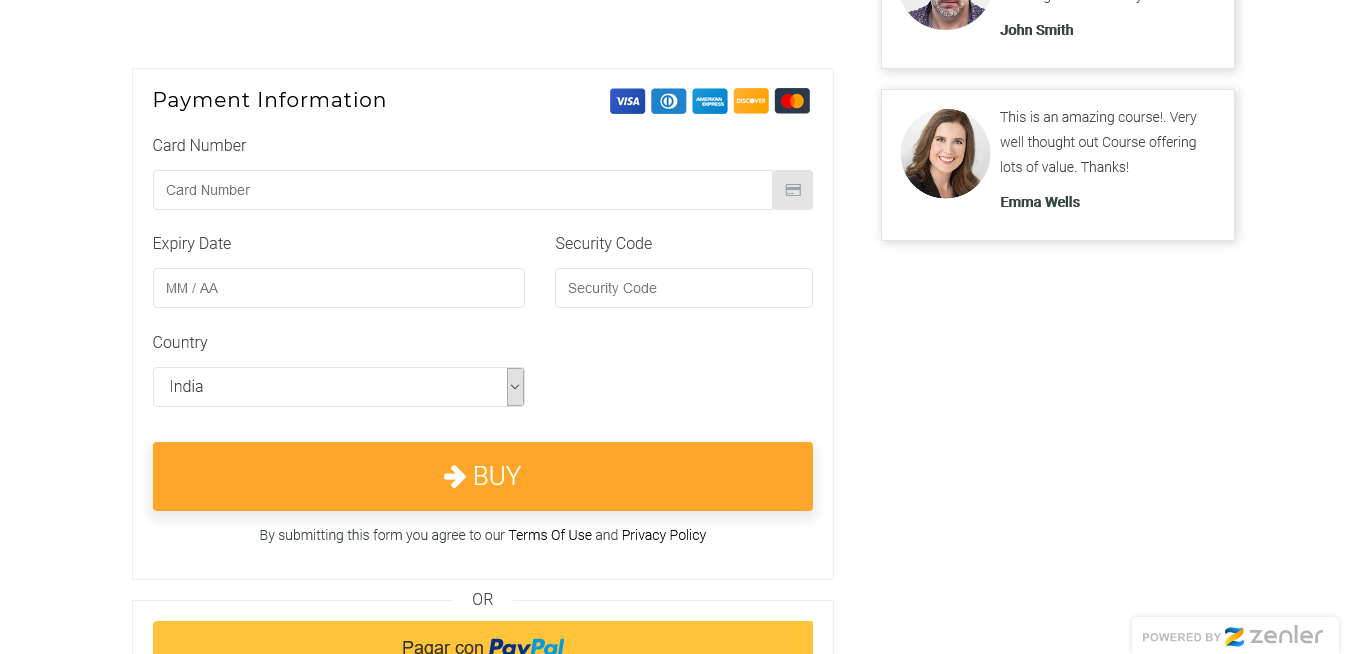 John Smith
Payment Information
VISA
AMERICAN EXPRESS
DISCOVER
Card Number
Card Number
This is an amazing course!. Very
well thought out Course offering
lots of value. Thanks!
Emma Wells
Expiry Date
Security Code
MM / AA
Security Code
Country
India
BUY
By submitting this form you agree to our Terms Of Use and Privacy Policy
OR
Pagar con PayPal
POWERED BY zenler